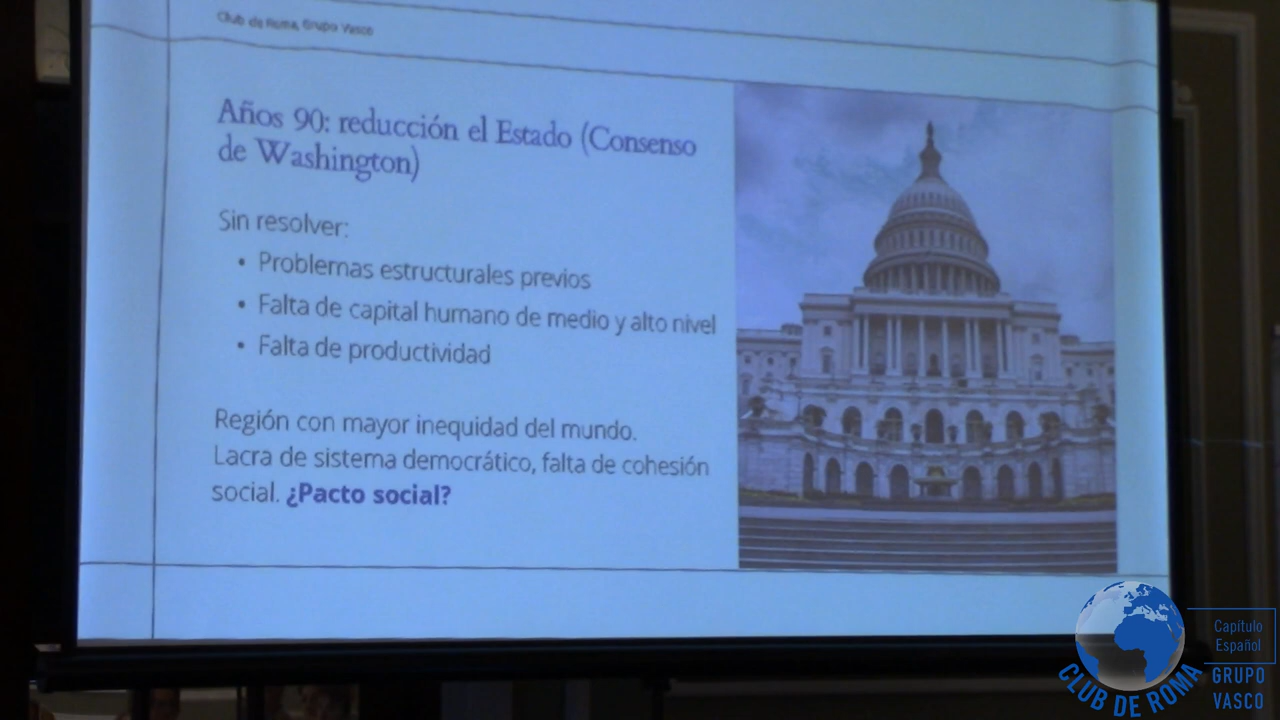 Club de Roma, Grupo Vasco
Años 90: reducción el Estado (Consenso
de Washington)
Sin resolver:
• Problemas estructurales previos
• Falta de capital humano de medio y alto nivel
• Falta de productividad
Región con mayor inequidad del mundo.
Lacra de sistema democrático, falta de cohesión
social. ¿Pacto social?
CLUB DE ROMA
Capítulo
Español
GRUPO
VASCO